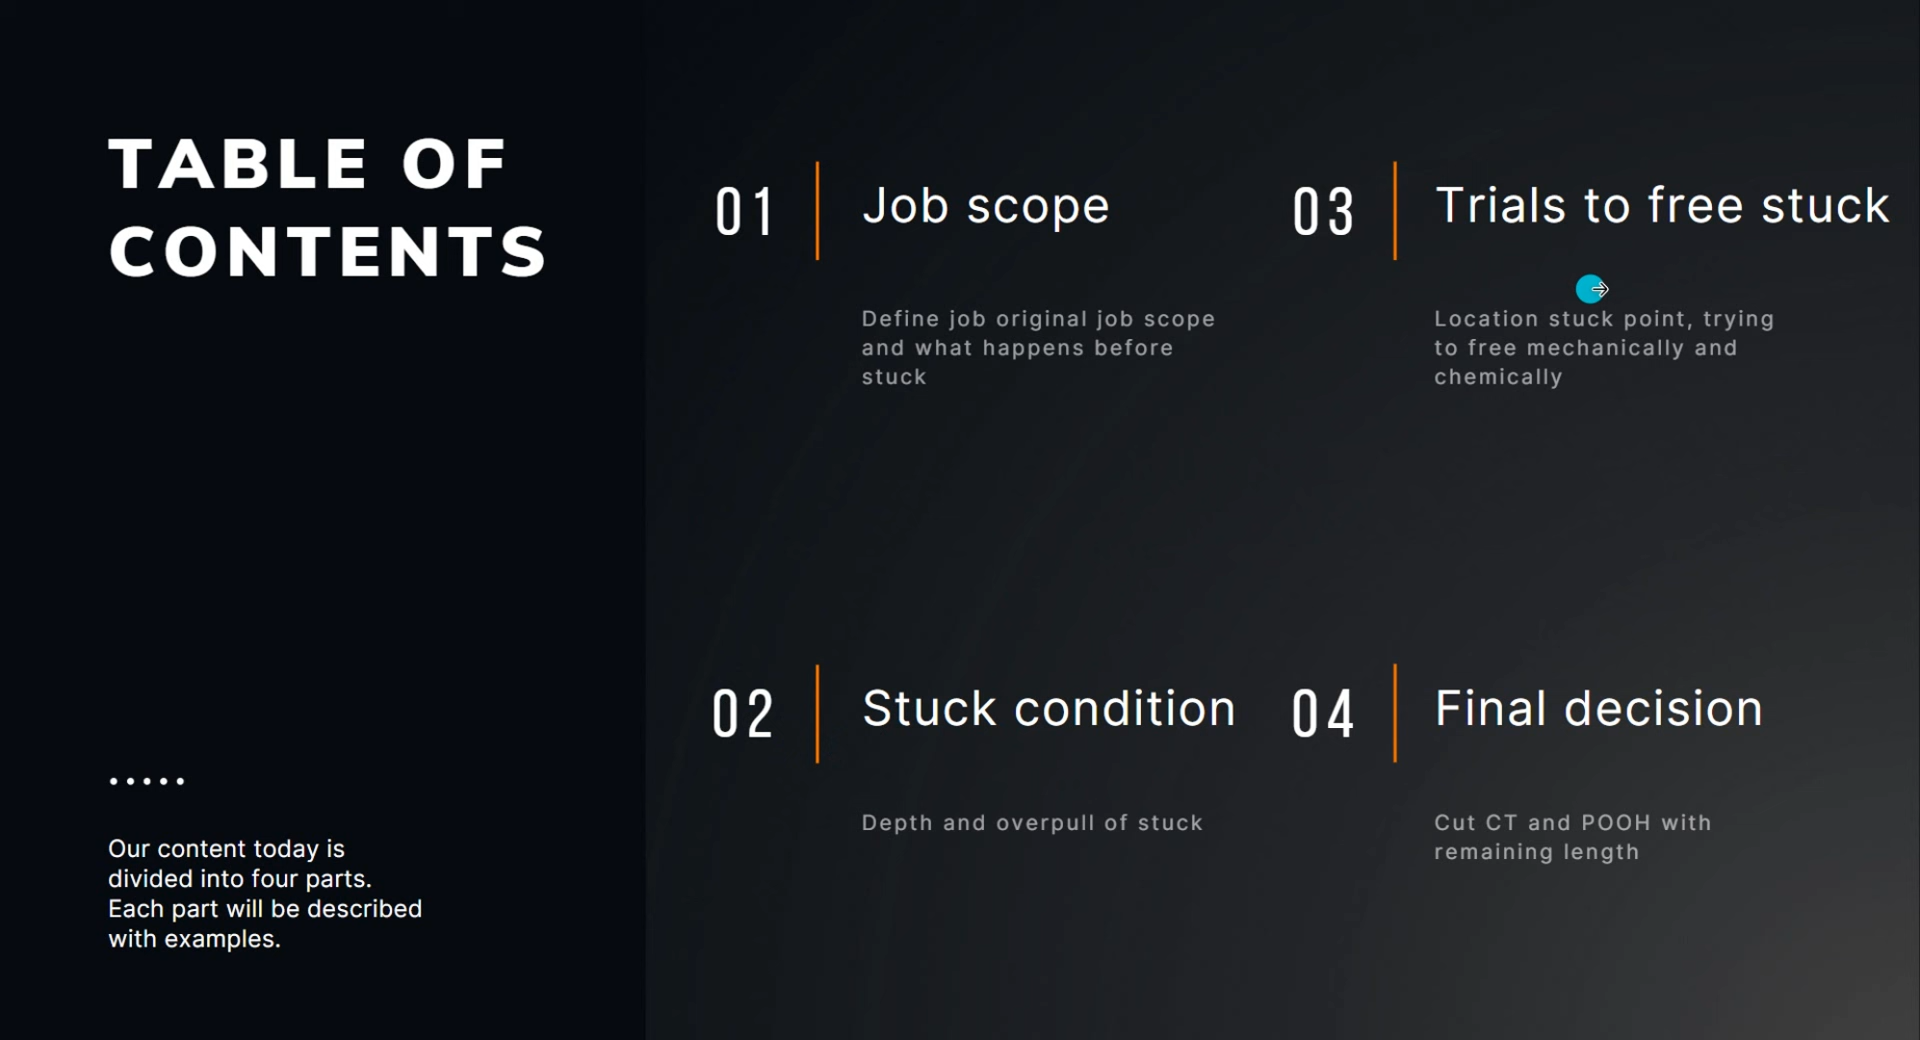 TABLE OF
CONTENTS
01
Job scope
Define job original job scope
and what happens before
stuck
02
Stuck condition
Depth and overpull of stuck
03
Trials to free stuck
Location stuck point, trying
to free mechanically and
chemically
04
Final decision
Cut CT and POOH with
remaining length
.....
Our content today is
divided into four parts.
Each part will be described
with examples.